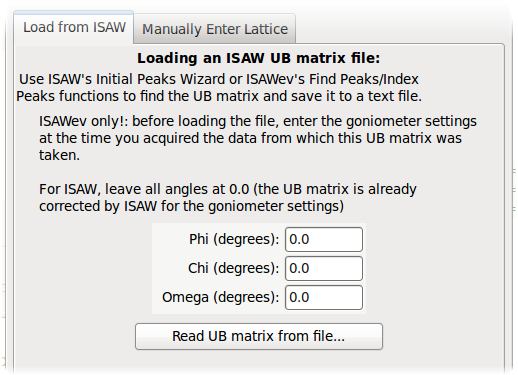 Load from ISAW
Manually Enter Lattice
Loading an ISAW UB matrix file:
Use ISAW's Initial Peaks Wizard or ISAWev's Find Peaks/Index
Peaks functions to find the UB matrix and save it to a text file.
ISAWev only!: before loading the file, enter the goniometer settings
at the time you acquired the data from which this UB matrix was
taken.
For ISAW, leave all angles at 0.0 (the UB matrix is already
corrected by ISAW for the goniometer settings)
Phi (degrees): 0.0
Chi (degrees): 0.0
Omega (degrees): 0.0
Read UB matrix from file...